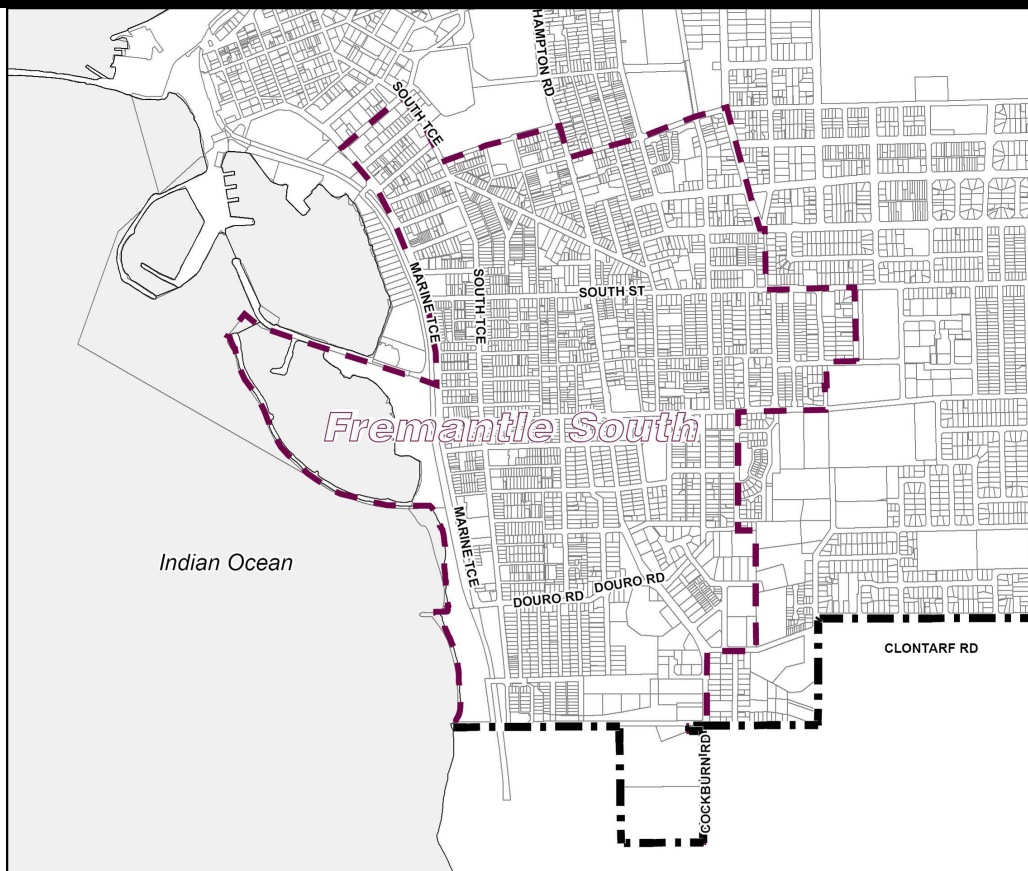 HAMPTON RD
SOUTH TCE
MARINE TCE
SOUTH TCE
SOUTH ST
Fremantle South
MARINE TCE
Indian Ocean
DOURO RD
DOURO RD
CLONTARF RD
COCKBURN RD